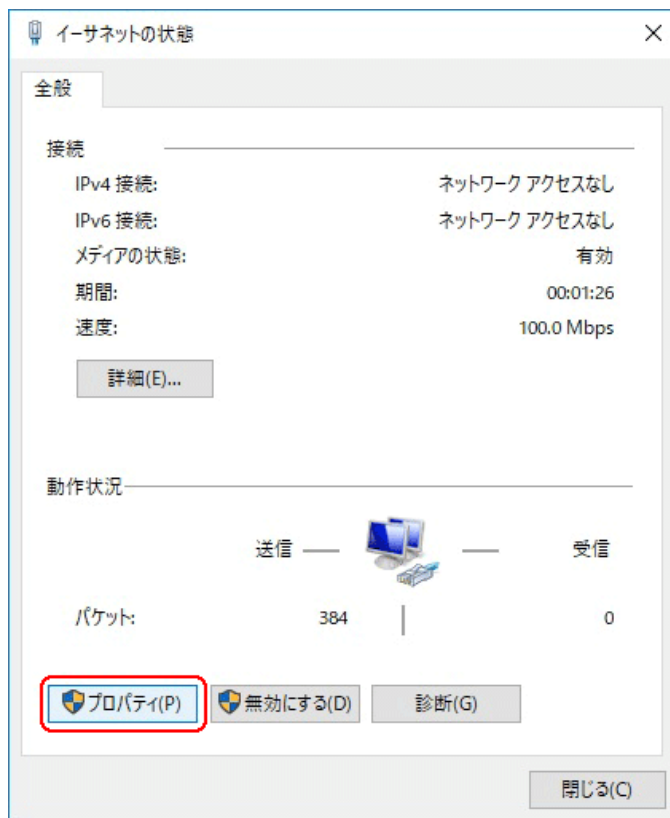 イーサネットの状態
全般
接続
IPv4 接続: ネットワーク アクセスなし
IPv6 接続: ネットワーク アクセスなし
メディアの状態: 有効
期間: 00:01:26
速度: 100.0 Mbps
詳細(E)...
動作状況
送信 受信
パケット: 384 0
プロパティ(P) 無効にする(D) 診断(G)
閉じる(C)